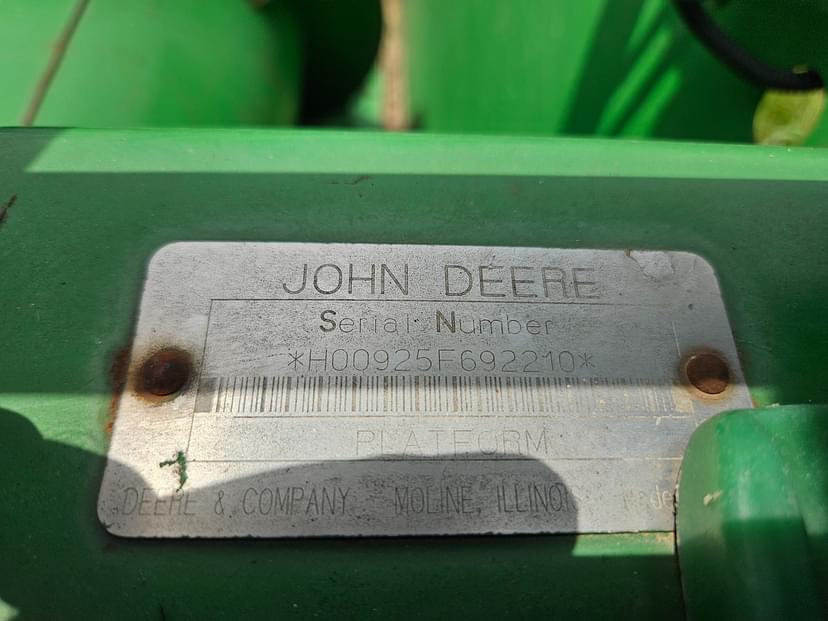 JOHN DEERE
Serial Number
*H00925F692210*
PLATFORM
DEERE & COMPANY MOLINE, ILLINOIS